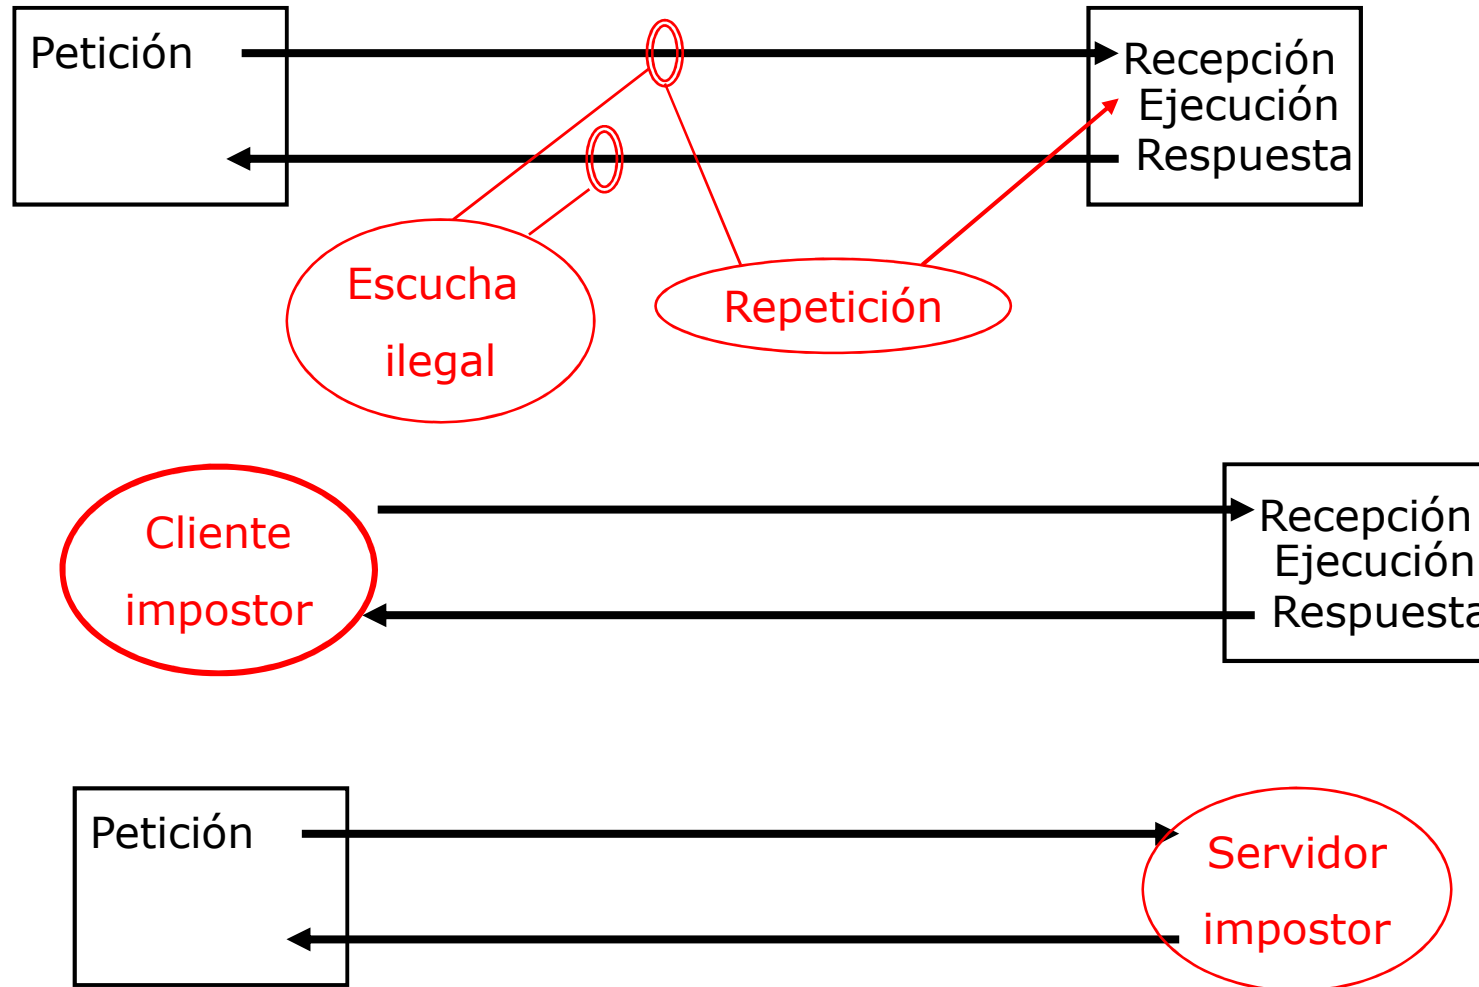 Petición
Recepción
Ejecución
Respuesta
Escucha
ilegal
Repetición
Cliente
impostor
Recepción
Ejecución
Respuesta
Petición
Servidor
impostor